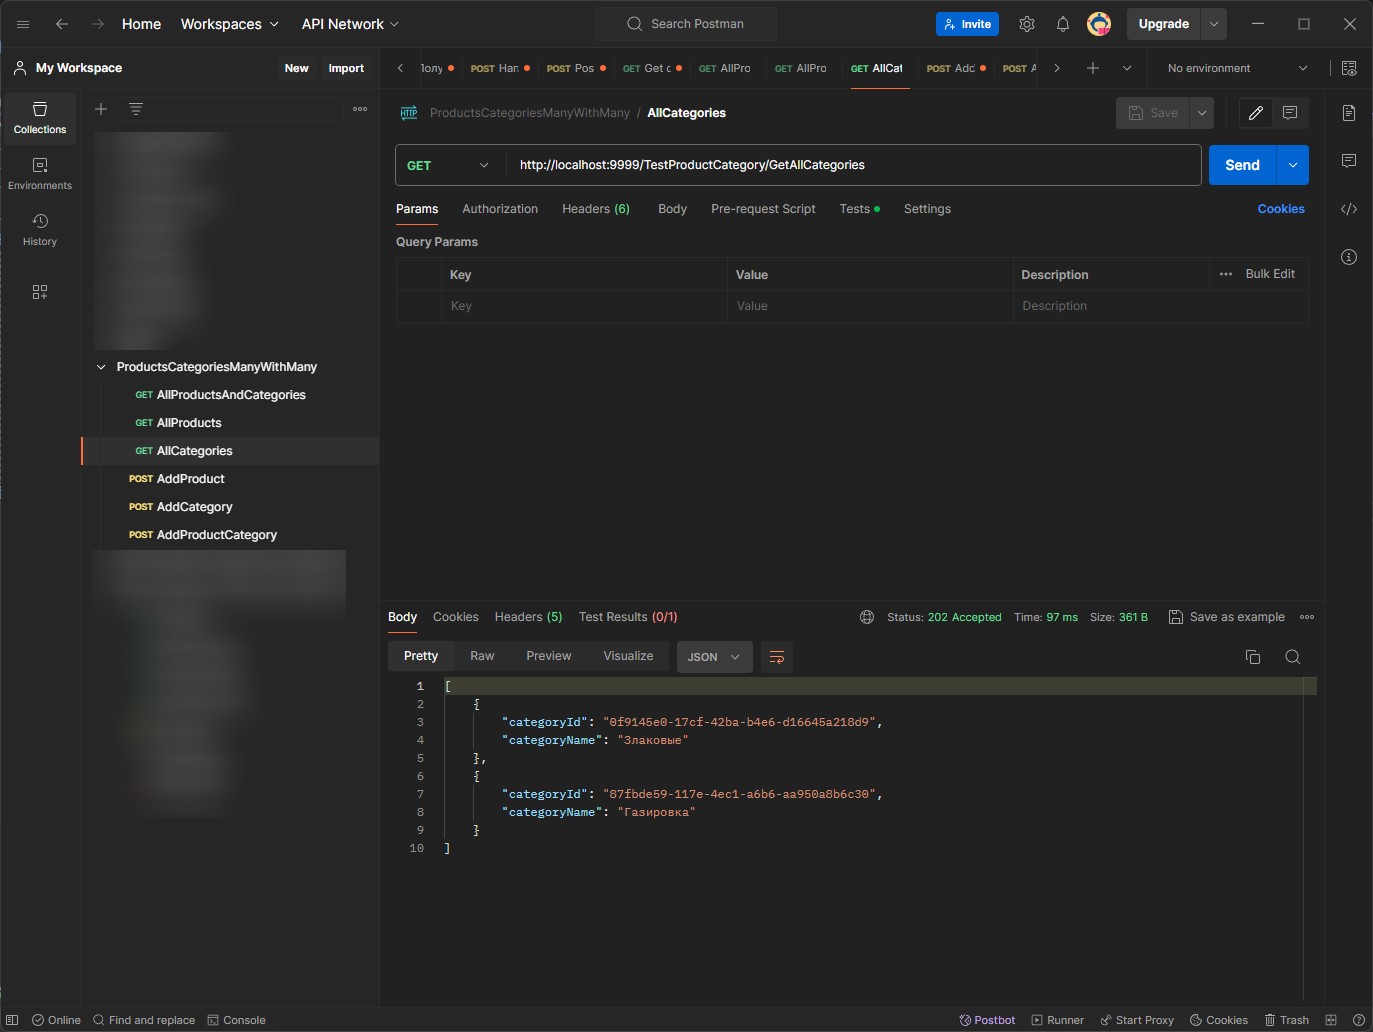 Home Workspaces API Network Search Postman Invite Upgrade
My Workspace New Import
POST POST Pos GET Get c GET AllPro GET AllPro GET AllCat POST Add POST A No environment
Collections
Environments
History
ProductsCategoriesManyWithMany
GET AllProductsAndCategories
GET AllProducts
GET AllCategories
POST AddProduct
POST AddCategory
POST AddProductCategory
HTTP ProductsCategoriesManyWithMany / AllCategories Save
GET http://localhost:9999/TestProductCategory/GetAllCategories Send
Params Authorization Headers (6) Body Pre-request Script Tests Settings Cookies
Query Params
Key Value Description Bulk Edit
Key Value Description
Body Cookies Headers (5) Test Results (0/1) Status: 202 Accepted Time: 97 ms Size: 361 B Save as example
Pretty Raw Preview Visualize JSON
1 [
2 {
3 "categoryId": "0f9145e0-17cf-42ba-b4e6-d16645a218d9",
4 "categoryName": "Злаковые"
5 },
6 {
7 "categoryId": "87fbde59-117e-4ec1-a6b6-aa950a8b6c30",
8 "categoryName": "Газировка"
9 }
10 ]
Online Find and replace Console Postbot Runner Start Proxy Cookies Trash